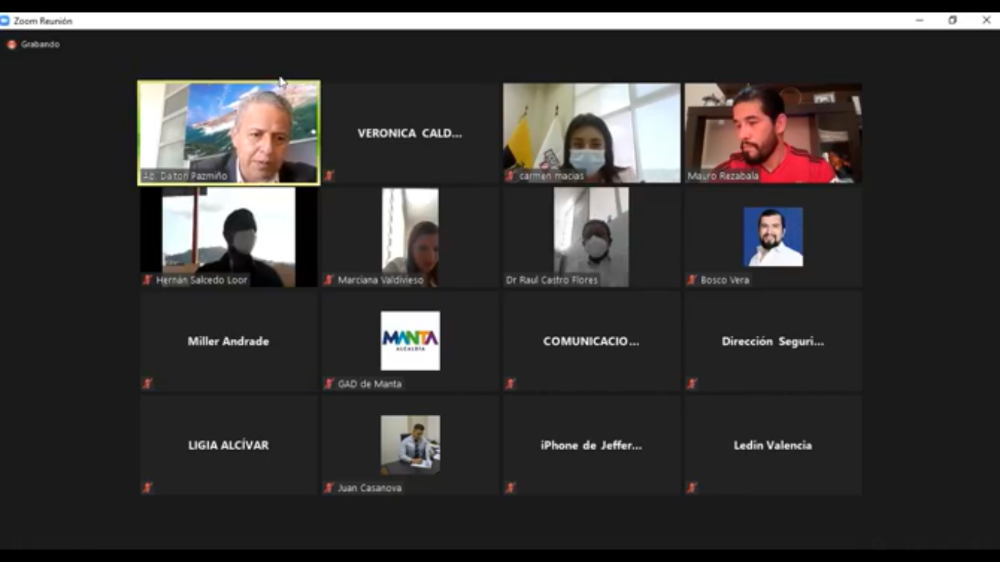 Zoom Reunión
Grabando
Ab. Dalton Pazmiño
VERONICA CALD...
carmen macias
Mauro Rezabala
Hernán Salcedo Loor
Marciana Valdivieso
Dr Raul Castro Flores
Bosco Vera
Miller Andrade
MANTA
ALCALDÍA
GAD de Manta
COMUNICACIO...
Dirección Seguri...
LIGIA ALCÍVAR
Juan Casanova
iPhone de Jeffer...
Ledin Valencia